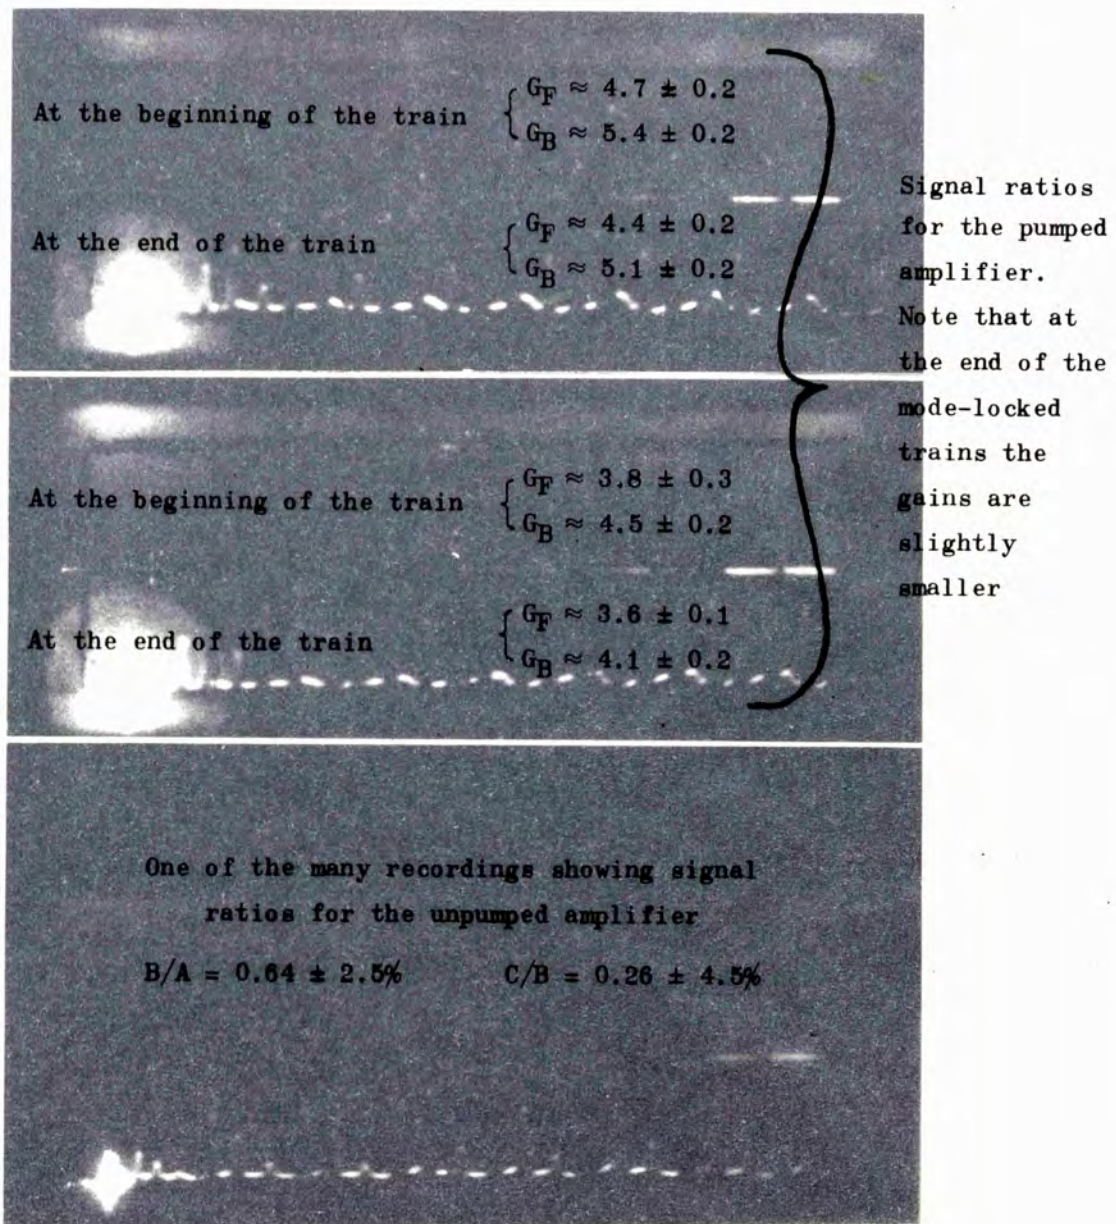 At the beginning of the train { G_F ≈ 4.7 ± 0.2
G_B ≈ 5.4 ± 0.2
At the end of the train { G_F ≈ 4.4 ± 0.2
G_B ≈ 5.1 ± 0.2
At the beginning of the train { G_F ≈ 3.8 ± 0.3
G_B ≈ 4.5 ± 0.2
At the end of the train { G_F ≈ 3.6 ± 0.1
G_B ≈ 4.1 ± 0.2
Signal ratios
for the pumped
amplifier.
Note that at
the end of the
mode-locked
trains the
gains are
slightly
smaller
One of the many recordings showing signal
ratios for the unpumped amplifier
B/A = 0.64 ± 2.5% C/B = 0.26 ± 4.5%